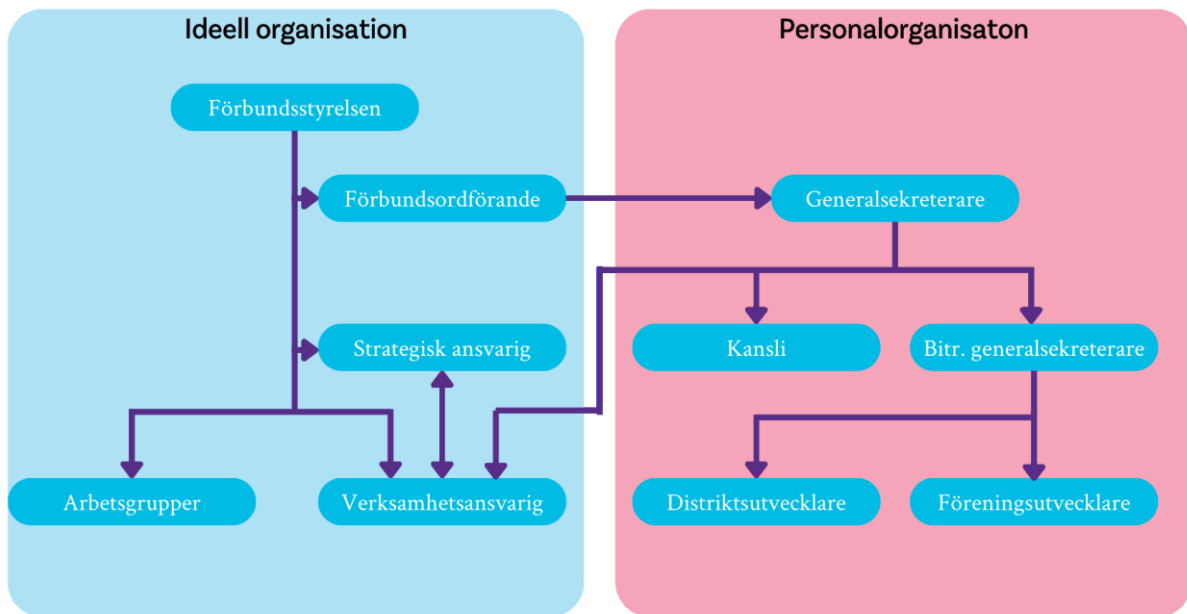 Ideell organisation
Personalorganisaton
Förbundsstyrelsen
Förbundsordförande
Generalsekreterare
Strategisk ansvarig
Kansli
Bitr. generalsekreterare
Arbetsgrupper
Verksamhetsansvarig
Distriktsutvecklare
Föreningsutvecklare